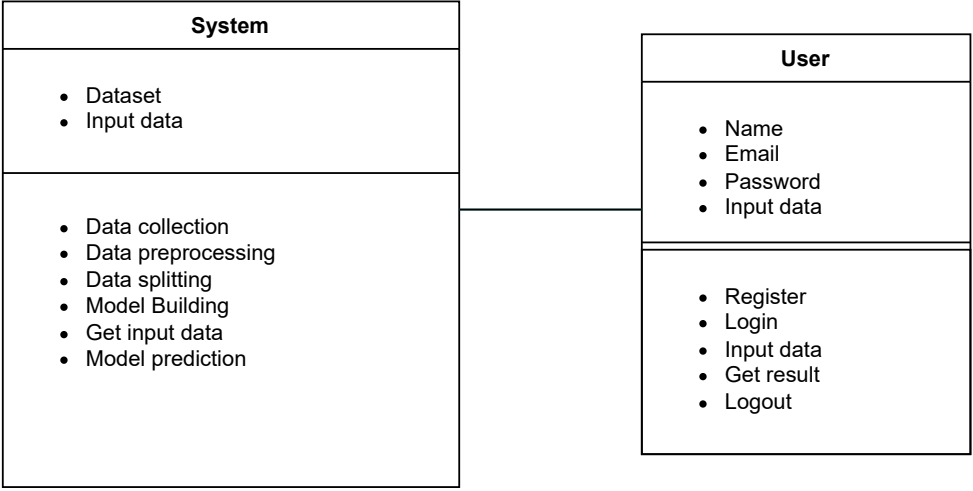 System
• Dataset
• Input data
• Data collection
• Data preprocessing
• Data splitting
• Model Building
• Get input data
• Model prediction
User
• Name
• Email
• Password
• Input data
• Register
• Login
• Input data
• Get result
• Logout